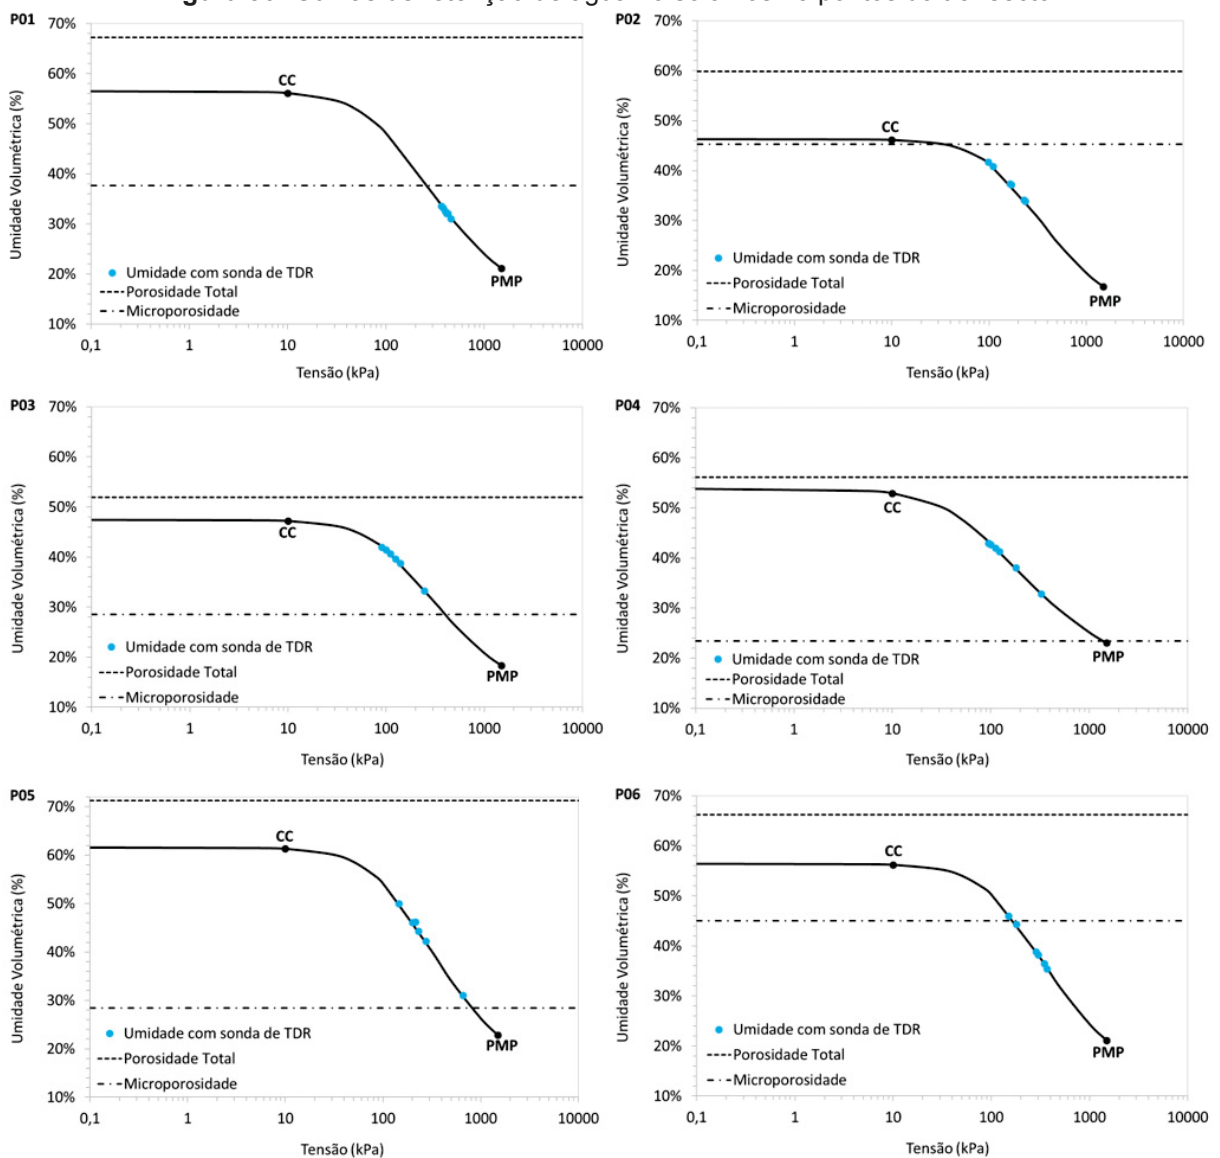 P01
70%
60%
50%
40%
30%
20%
10%
Umidade Volumétrica (%)
CC
PMP
Umidade com sonda de TDR
Porosidade Total
Microporosidade
0,1 1 10 100 1000 10000
Tensão (kPa)
P02
70%
60%
50%
40%
30%
20%
10%
Umidade Volumétrica (%)
CC
PMP
Umidade com sonda de TDR
Porosidade Total
Microporosidade
0,1 1 10 100 1000 10000
Tensão (kPa)
P03
70%
60%
50%
40%
30%
20%
10%
Umidade Volumétrica (%)
CC
PMP
Umidade com sonda de TDR
Porosidade Total
Microporosidade
0,1 1 10 100 1000 10000
Tensão (kPa)
P04
70%
60%
50%
40%
30%
20%
10%
Umidade Volumétrica (%)
CC
PMP
Umidade com sonda de TDR
Porosidade Total
Microporosidade
0,1 1 10 100 1000 10000
Tensão (kPa)
P05
70%
60%
50%
40%
30%
20%
10%
Umidade Volumétrica (%)
CC
PMP
Umidade com sonda de TDR
Porosidade Total
Microporosidade
0,1 1 10 100 1000 10000
Tensão (kPa)
P06
70%
60%
50%
40%
30%
20%
10%
Umidade Volumétrica (%)
CC
PMP
Umidade com sonda de TDR
Porosidade Total
Microporosidade
0,1 1 10 100 1000 10000
Tensão (kPa)